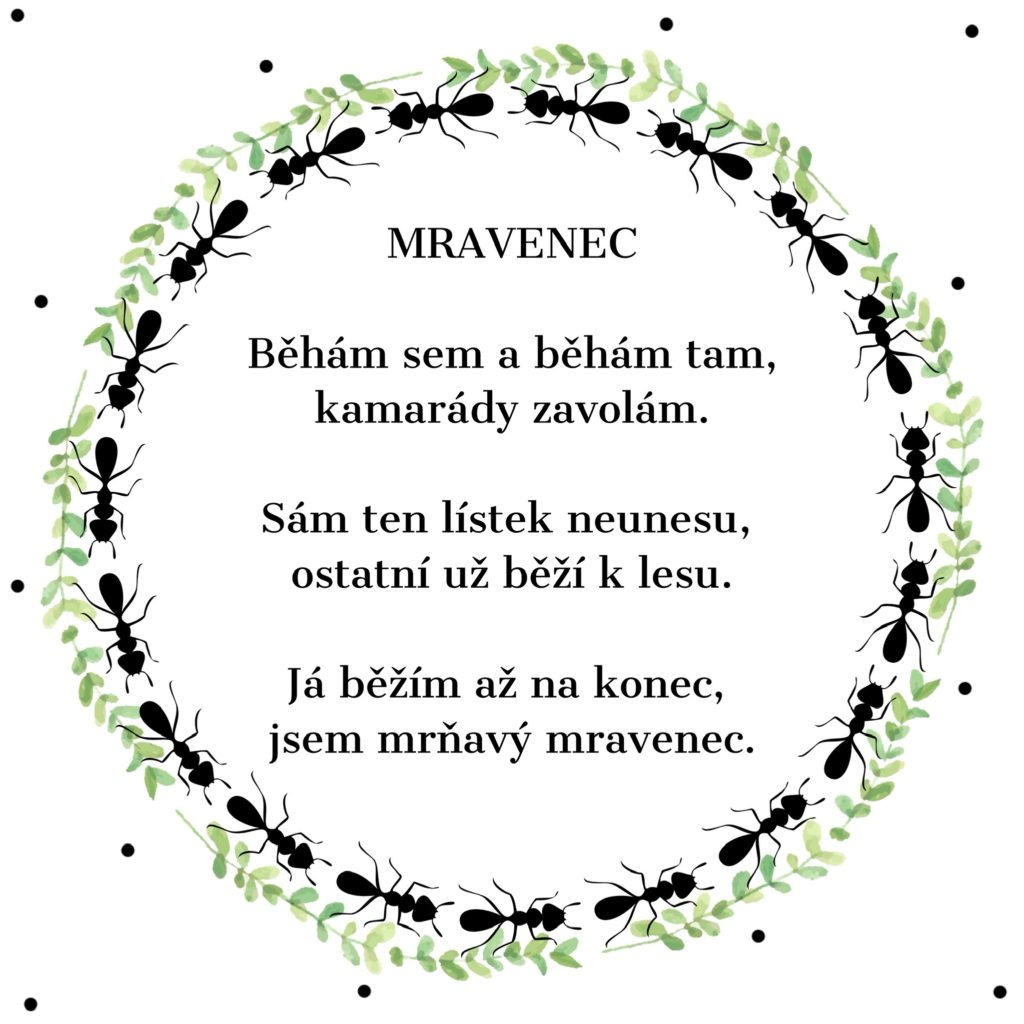 MRAVENEC
Běhám sem a běhám tam,
kamarády zavolám.
Sám ten lístek neunesu,
ostatní už běží k lesu.
Já běžím až na konec,
jsem mrňavý mravenec.